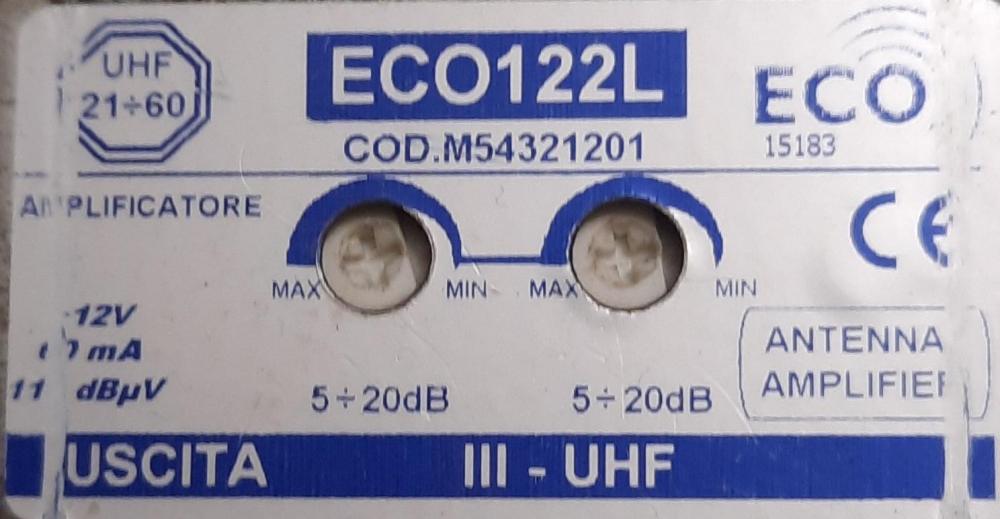 UHF
21÷60
ECO122L
COD.M54321201
ECO
15183
CE
MAX MIN MAX MIN
12V
mA
dBμV
5÷20dB 5÷20dB
ANTENNA
USCITA III - UHF